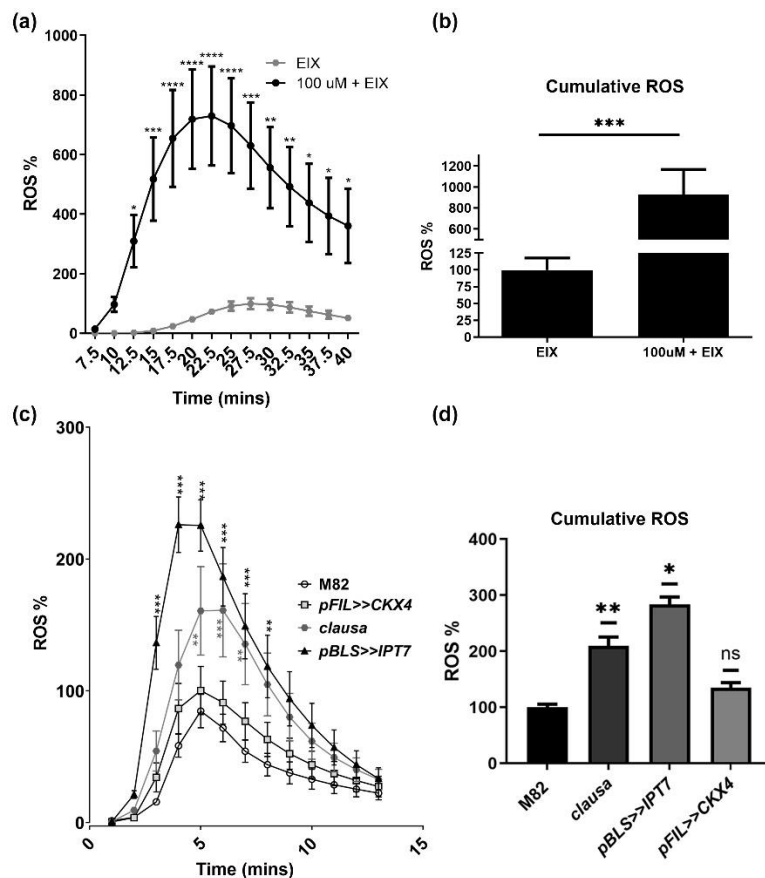 (a)
1000
800
600
400
200
0
ROS %
EIX
100 uM + EIX
* *** **** **** **** **** **** *** ** ** * * *
7.5 10 12.5 15 17.5 20 22.5 25 27.5 30 32.5 35 37.5 40
Time (mins)
(b)
Cumulative ROS
***
1200
1000
800
600
125
100
75
50
25
0
ROS %
EIX 100uM + EIX
(c)
300
200
100
0
ROS %
*** *** *** *** *** **
** *** **
M82
pFIL>>CKX4
clausa
pBLS>>IPT7
0 5 10 15
Time (mins)
(d)
Cumulative ROS
400
300
200
100
0
ROS %
** * ns
M82 clausa pBLS>>IPT7 pFIL>>CKX4